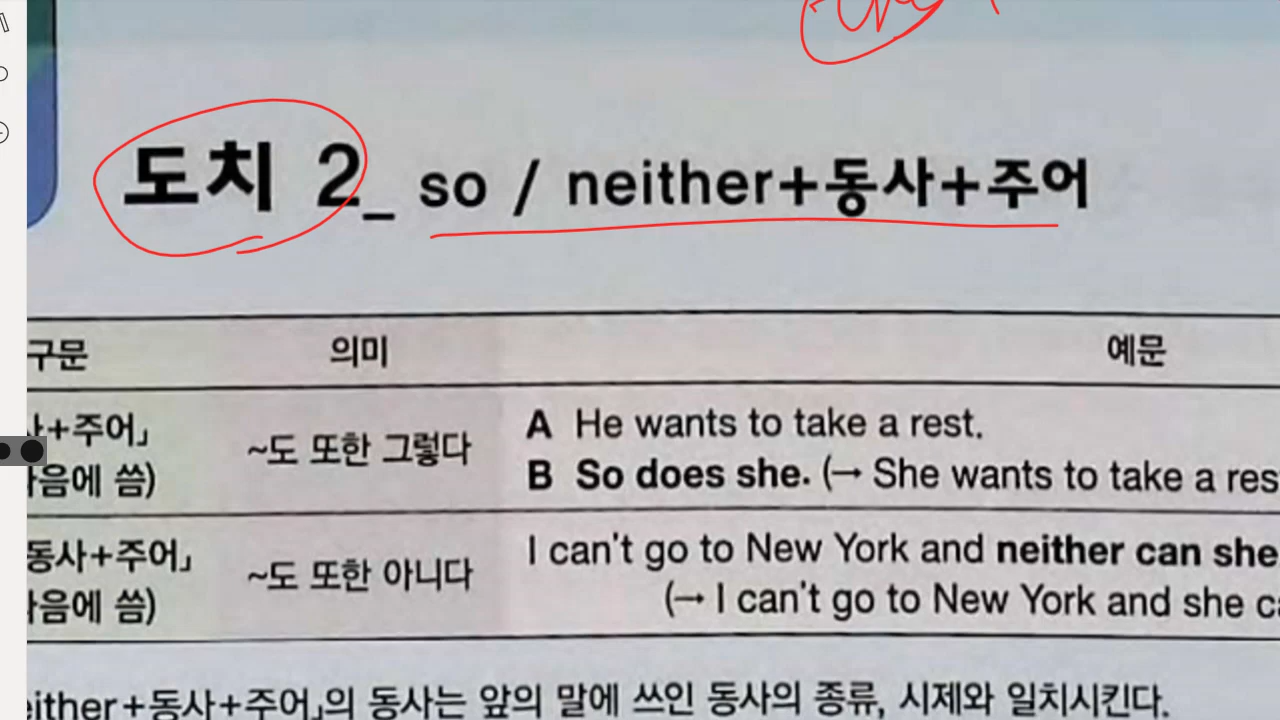 도치 2_ so / neither+동사+주어
구문 의미 예문
+주어」 ~도 또한 그렇다 A He wants to take a rest.
음에 씀) B So does she. (→ She wants to take a res
동사+주어」 ~도 또한 아니다 I can't go to New York and neither can she
음에 씀) (→ I can't go to New York and she c
either+동사+주어」의 동사는 앞의 말에 쓰인 동사의 종류, 시제와 일치시킨다.